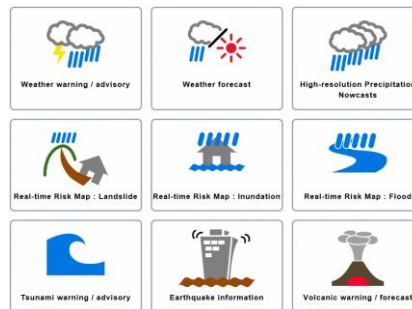 Weather warning / advisory
Weather forecast
High-resolution Precipitation
Nowcasts
Real-time Risk Map : Landslide
Real-time Risk Map : Inundation
Real-time Risk Map : Flood
Tsunami warning / advisory
Earthquake information
Volcanic warning / forecast